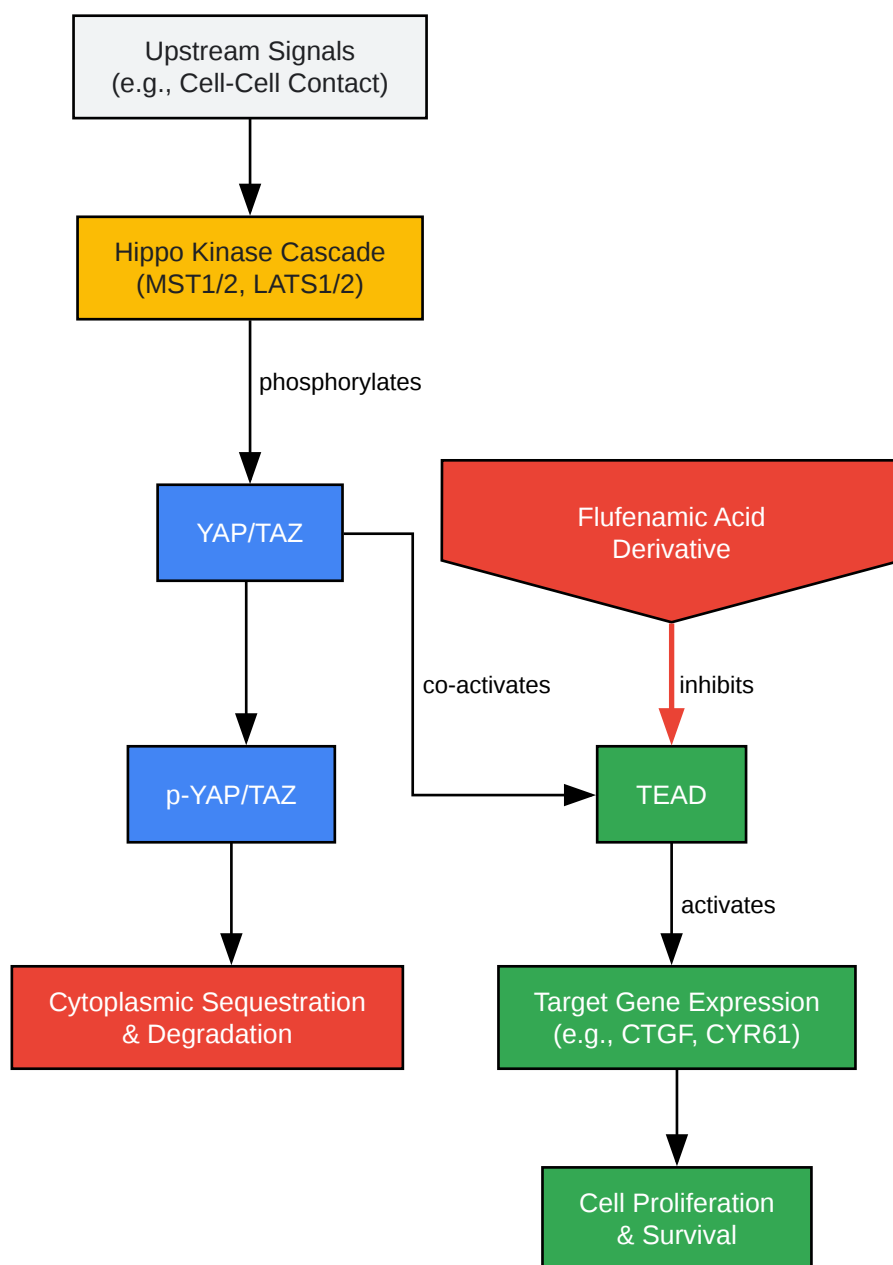 Upstream Signals
(e.g., Cell-Cell Contact)
Hippo Kinase Cascade
(MST1/2, LATS1/2)
phosphorylates
YAP/TAZ
Flufenamic Acid
Derivative
co-activates
inhibits
p-YAP/TAZ
TEAD
activates
Cytoplasmic Sequestration
& Degradation
Target Gene Expression
(e.g., CTGF, CYR61)
Cell Proliferation
& Survival